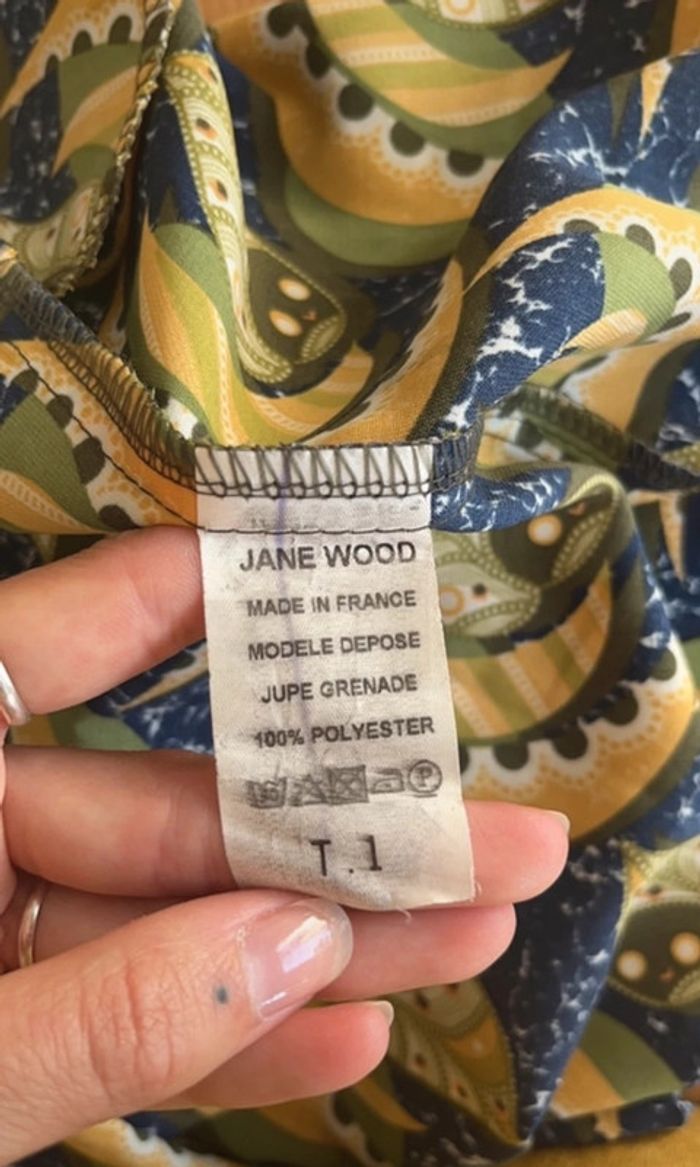 JANE WOOD
MADE IN FRANCE
MODELE DEPOSE
JUPE GRENADE
100% POLYESTER
P
T.1